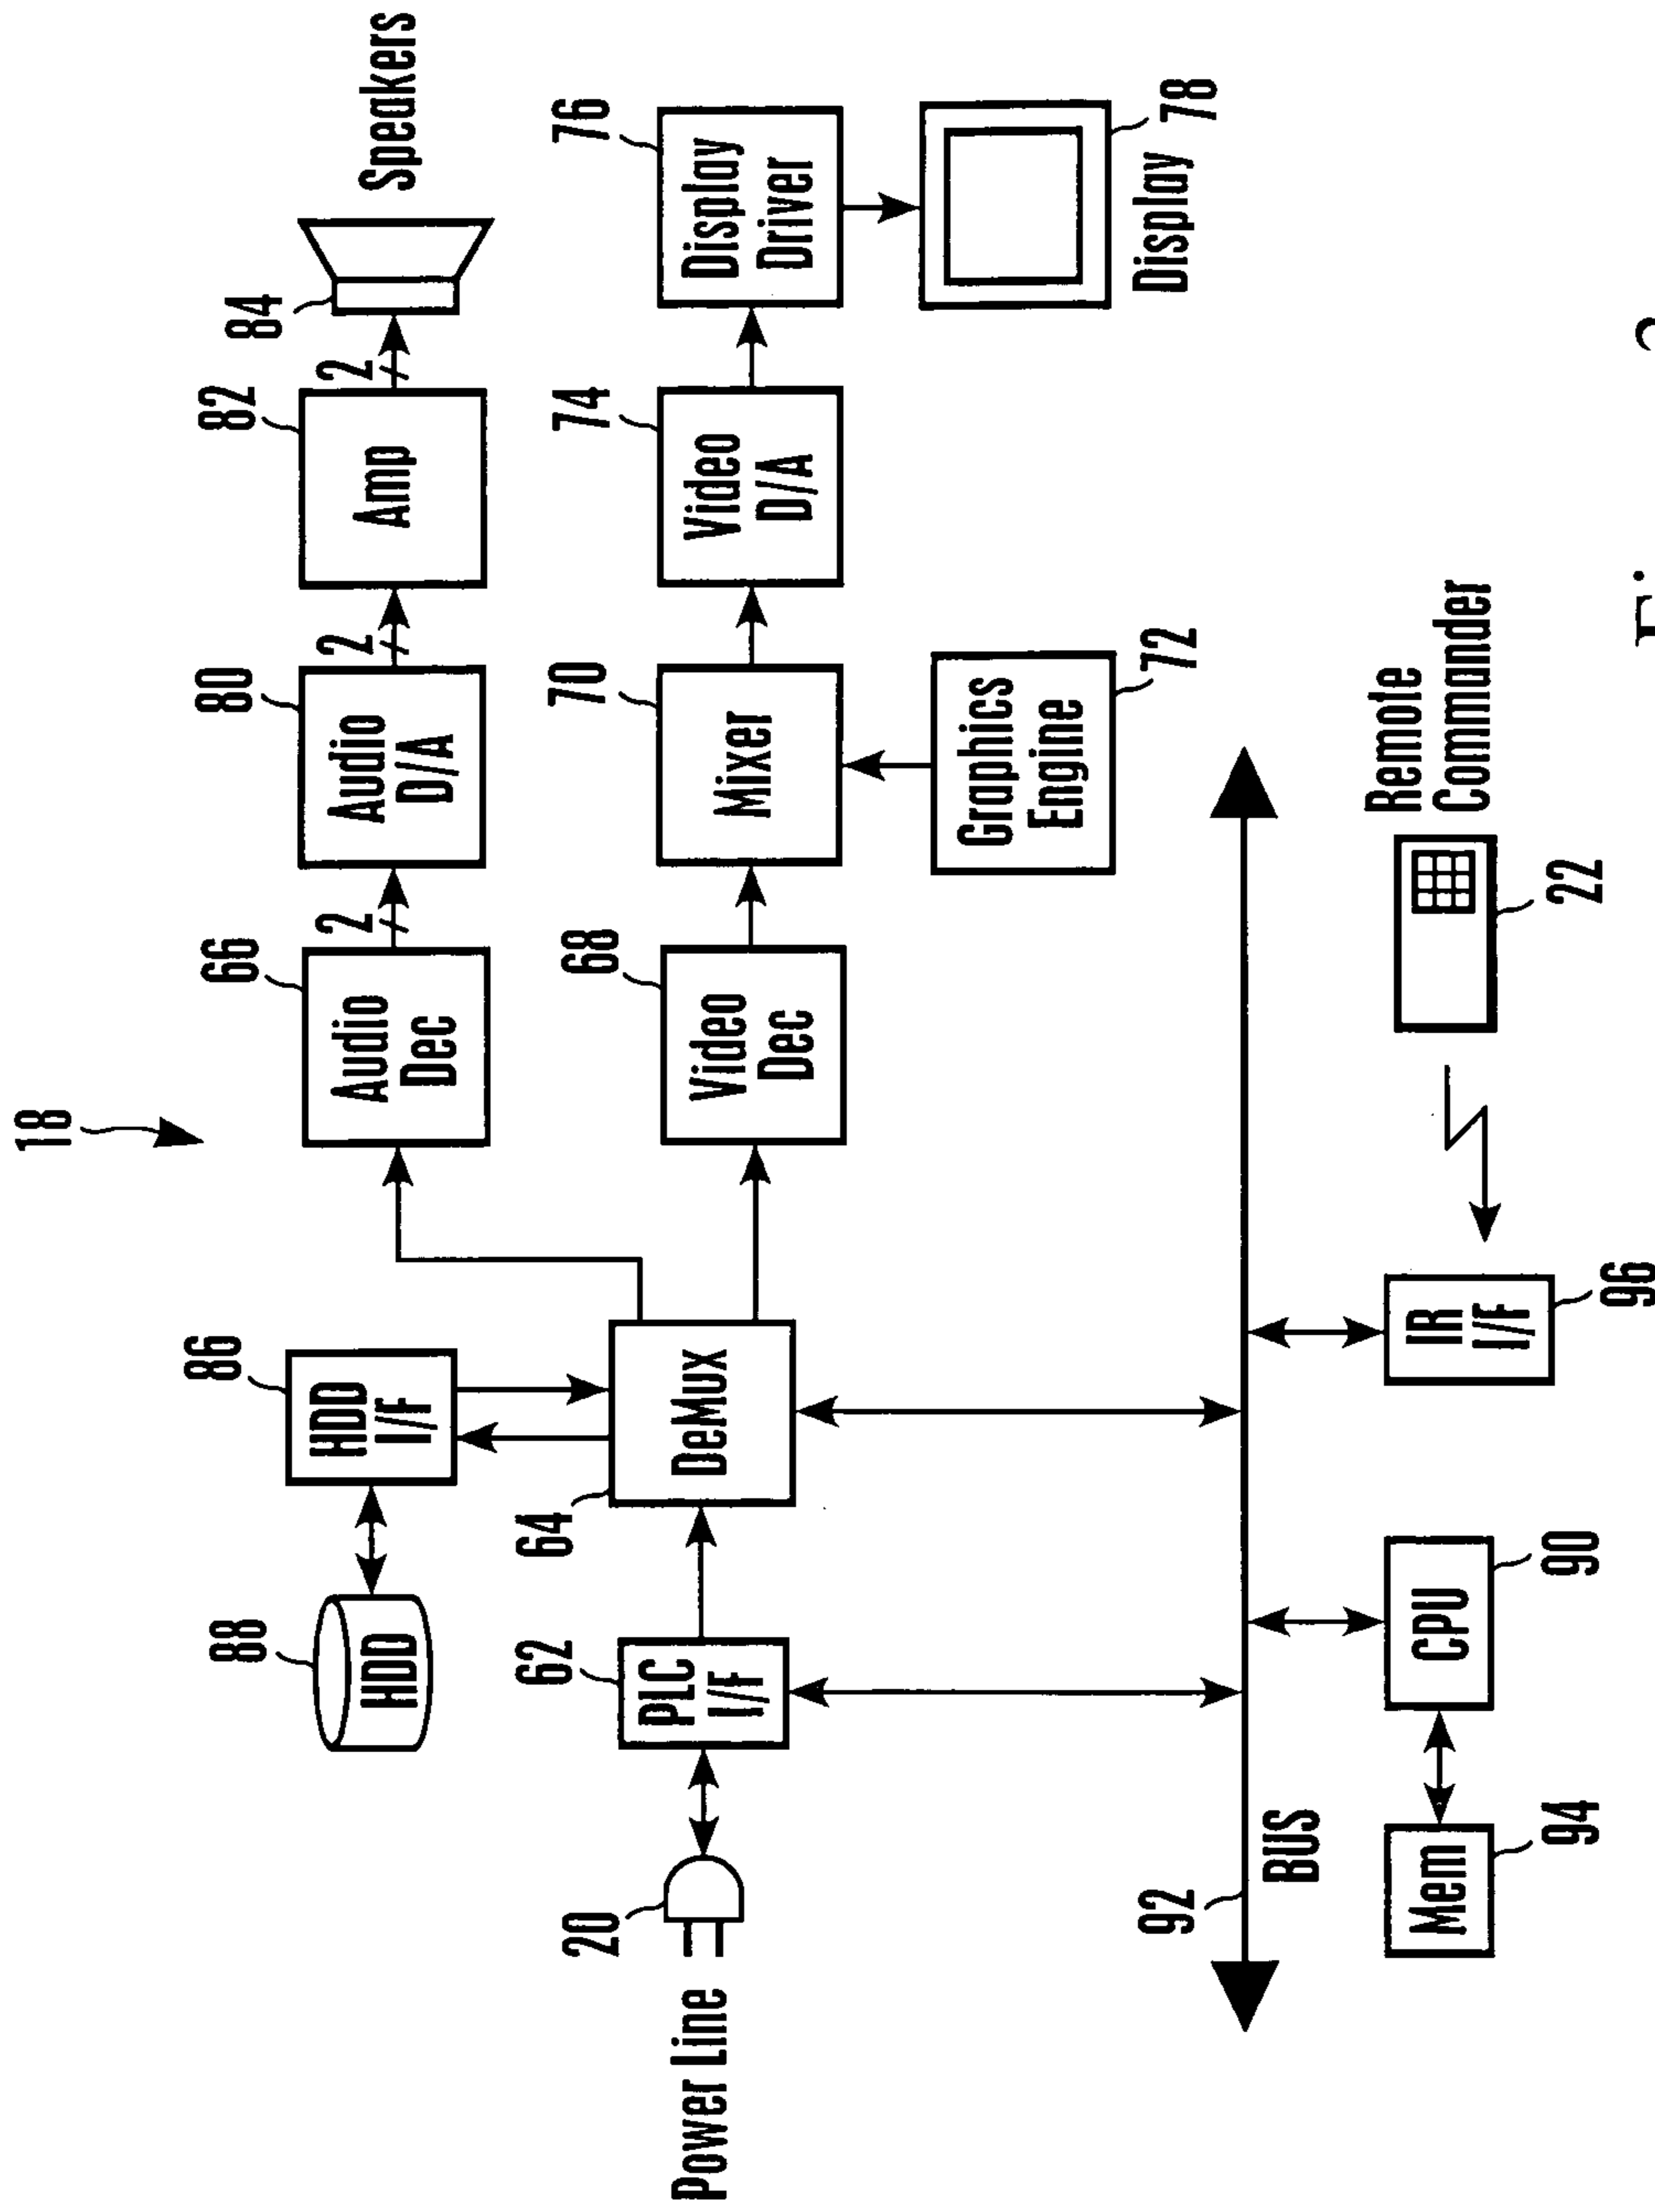 18
84
Speakers
82
Amp
2
80
Audio
D/A
2
66
Audio
Dec
2
86
HDD
I/F
88
HDD
76
Display
Driver
74
Video
D/A
70
Mixer
68
Video
Dec
64
DeMux
62
PLC
I/F
20
Power Line
72
Graphics
Engine
78
Display
92
BUS
94
Mem
90
CPU
96
IR
I/F
22
Remote
Commander